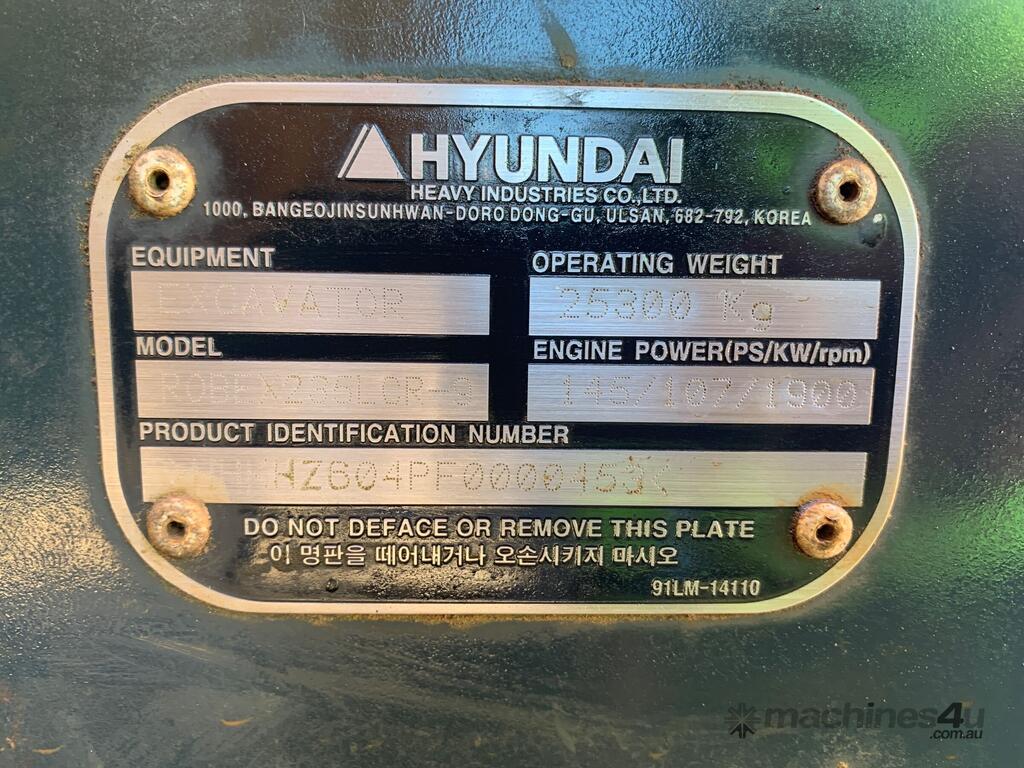 HYUNDAI
HEAVY INDUSTRIES CO.,LTD.
1000, BANGEOJINSUNHWAN-DORO DONG-GU, ULSAN, 682-792, KOREA
EQUIPMENT
EXCAVATOR
OPERATING WEIGHT
25300 Kg
MODEL
ENGINE POWER(PS/KW/rpm)
145/107/1900
PRODUCT IDENTIFICATION NUMBER
DO NOT DEFACE OR REMOVE THIS PLATE
이 명판을 떼어내거나 오손시키지 마시오
91LM-14110
machines4u
.com.au